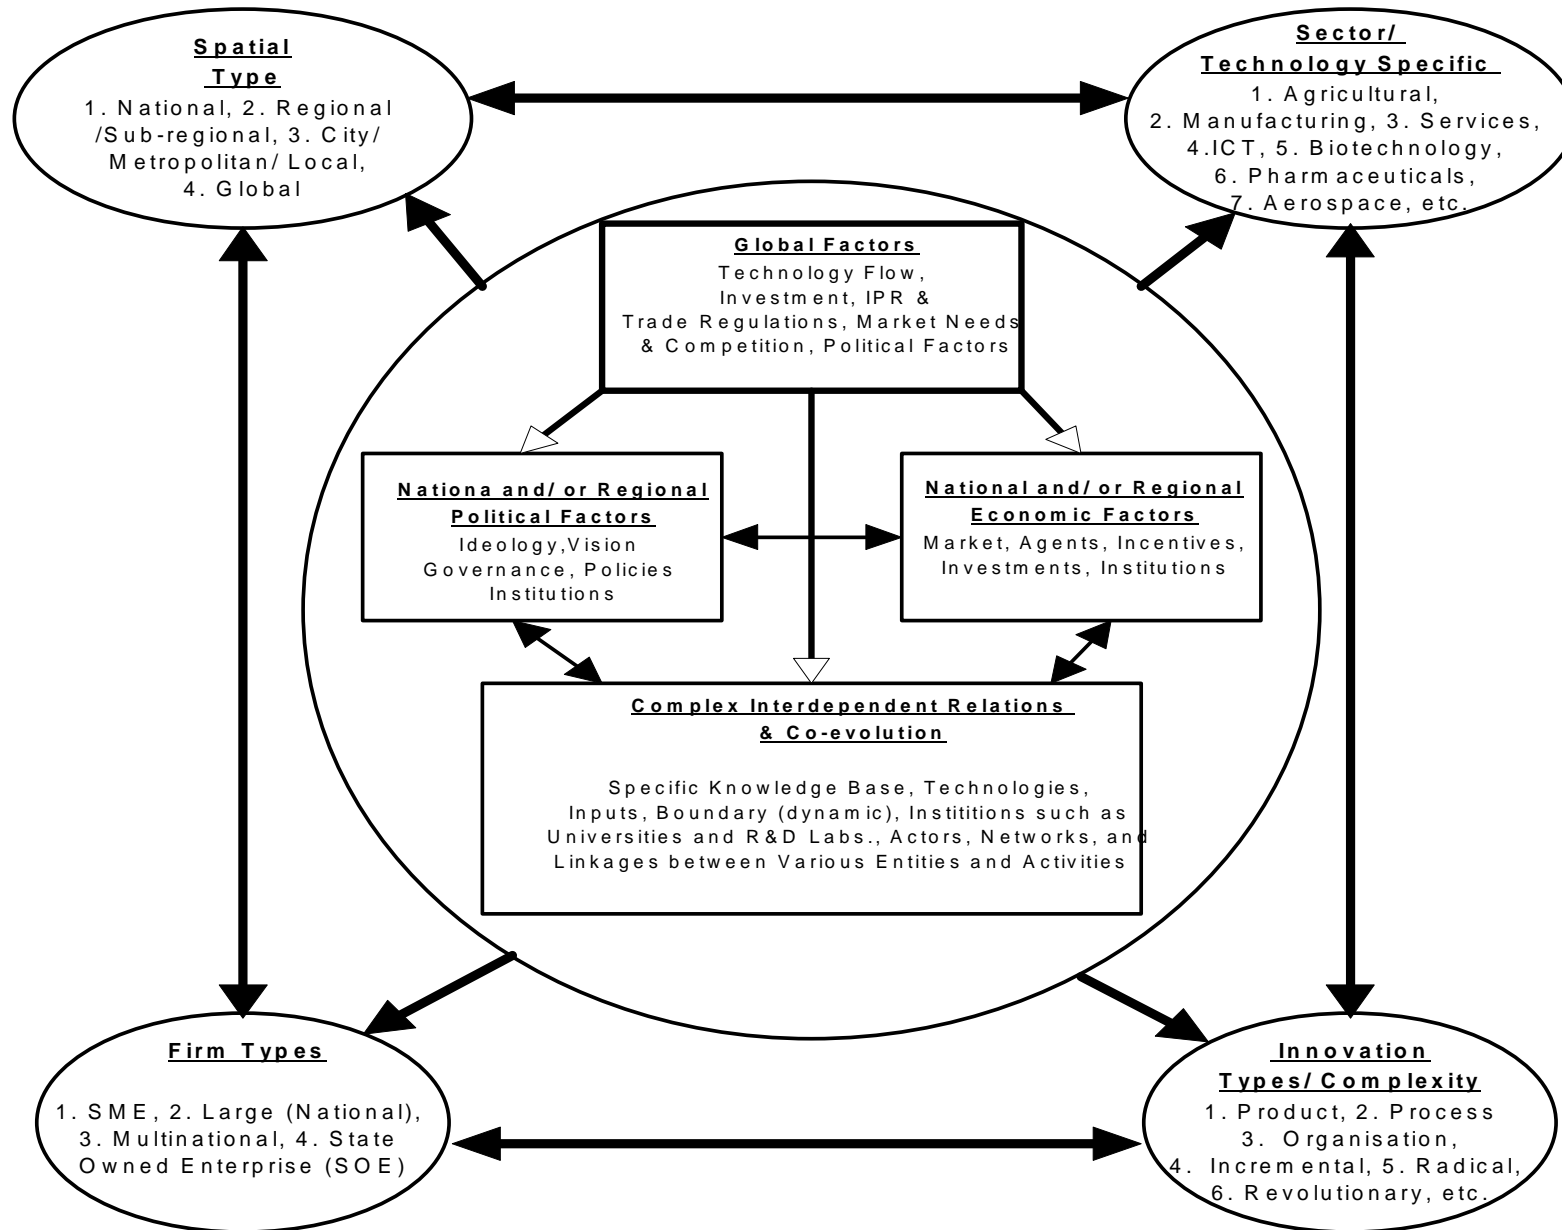 Spatial
Type
1. National, 2. Regional
/Sub-regional, 3. City/
Metropolitan/ Local,
4. Global
Sector/
Technology Specific
1. Agricultural,
2. Manufacturing, 3. Services,
4.ICT, 5. Biotechnology,
6. Pharmaceuticals,
7. Aerospace, etc.
Global Factors
Technology Flow,
Investment, IPR &
Trade Regulations, Market Needs
& Competition, Political Factors
Nationa and/ or Regional
Political Factors
Ideology,Vision
Governance, Policies
Institutions
National and/ or Regional
Economic Factors
Market, Agents, Incentives,
Investments, Institutions
Complex Interdependent Relations
& Co-evolution
Specific Knowledge Base, Technologies,
Inputs, Boundary (dynamic), Instititions such as
Universities and R&D Labs., Actors, Networks, and
Linkages between Various Entities and Activities
Firm Types
1. SME, 2. Large (National),
3. Multinational, 4. State
Owned Enterprise (SOE)
Innovation
Types/ Complexity
1. Product, 2. Process
3. Organisation,
4. Incremental, 5. Radical,
6. Revolutionary, etc.